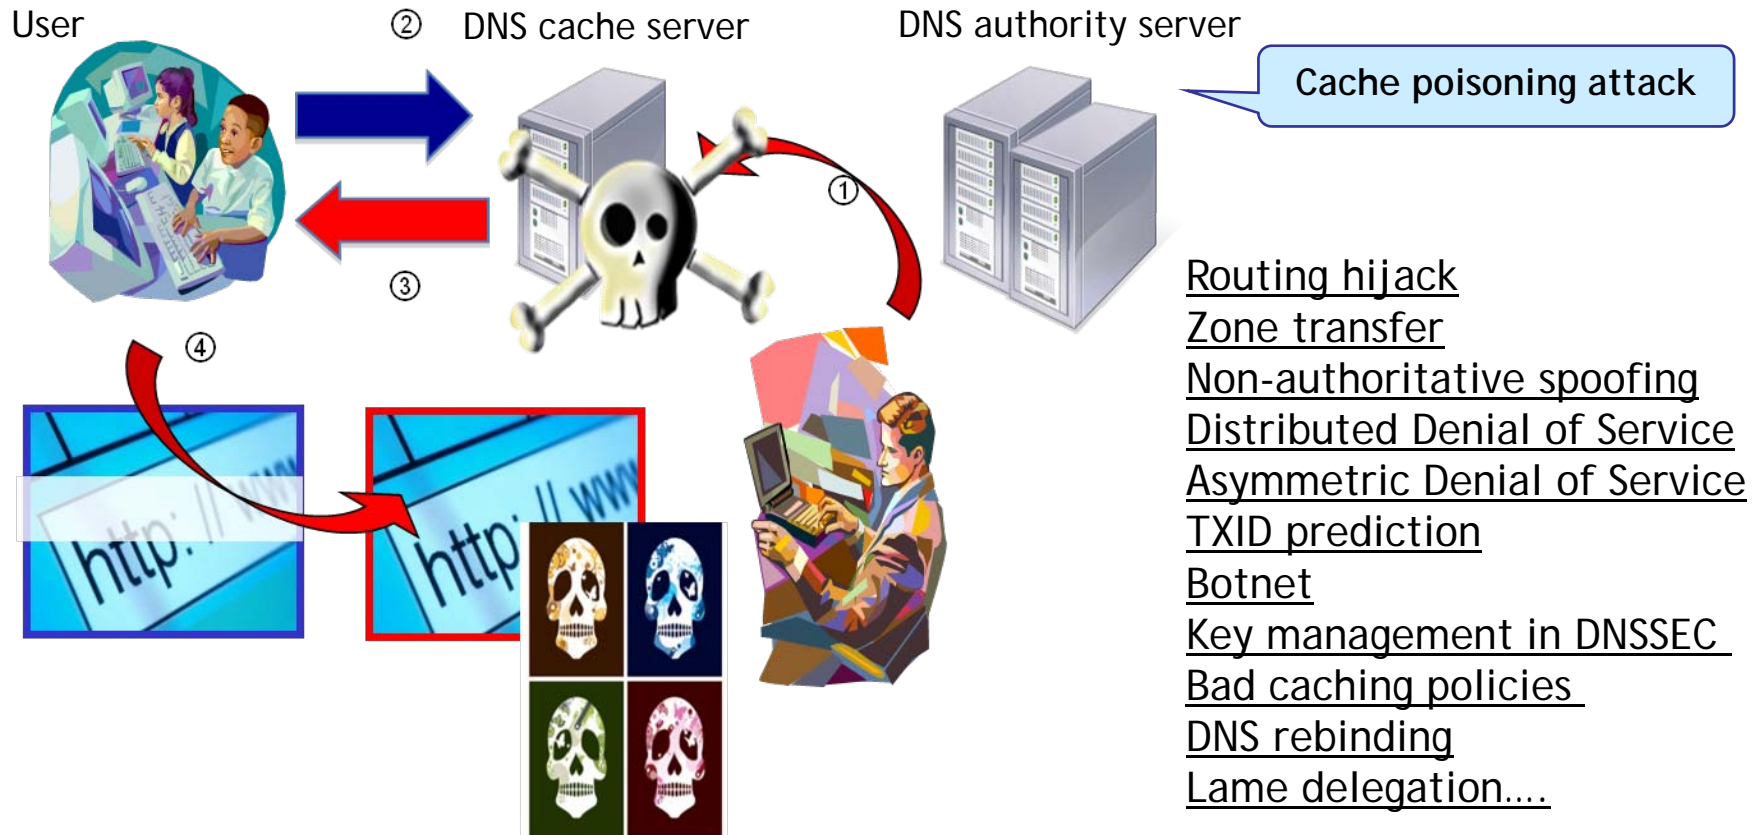 User
②
DNS cache server
DNS authority server
Cache poisoning attack
①
③
④
http: // www
http: // www
Routing hijack
Zone transfer
Non-authoritative spoofing
Distributed Denial of Service
Asymmetric Denial of Service
TXID prediction
Botnet
Key management in DNSSEC
Bad caching policies
DNS rebinding
Lame delegation....